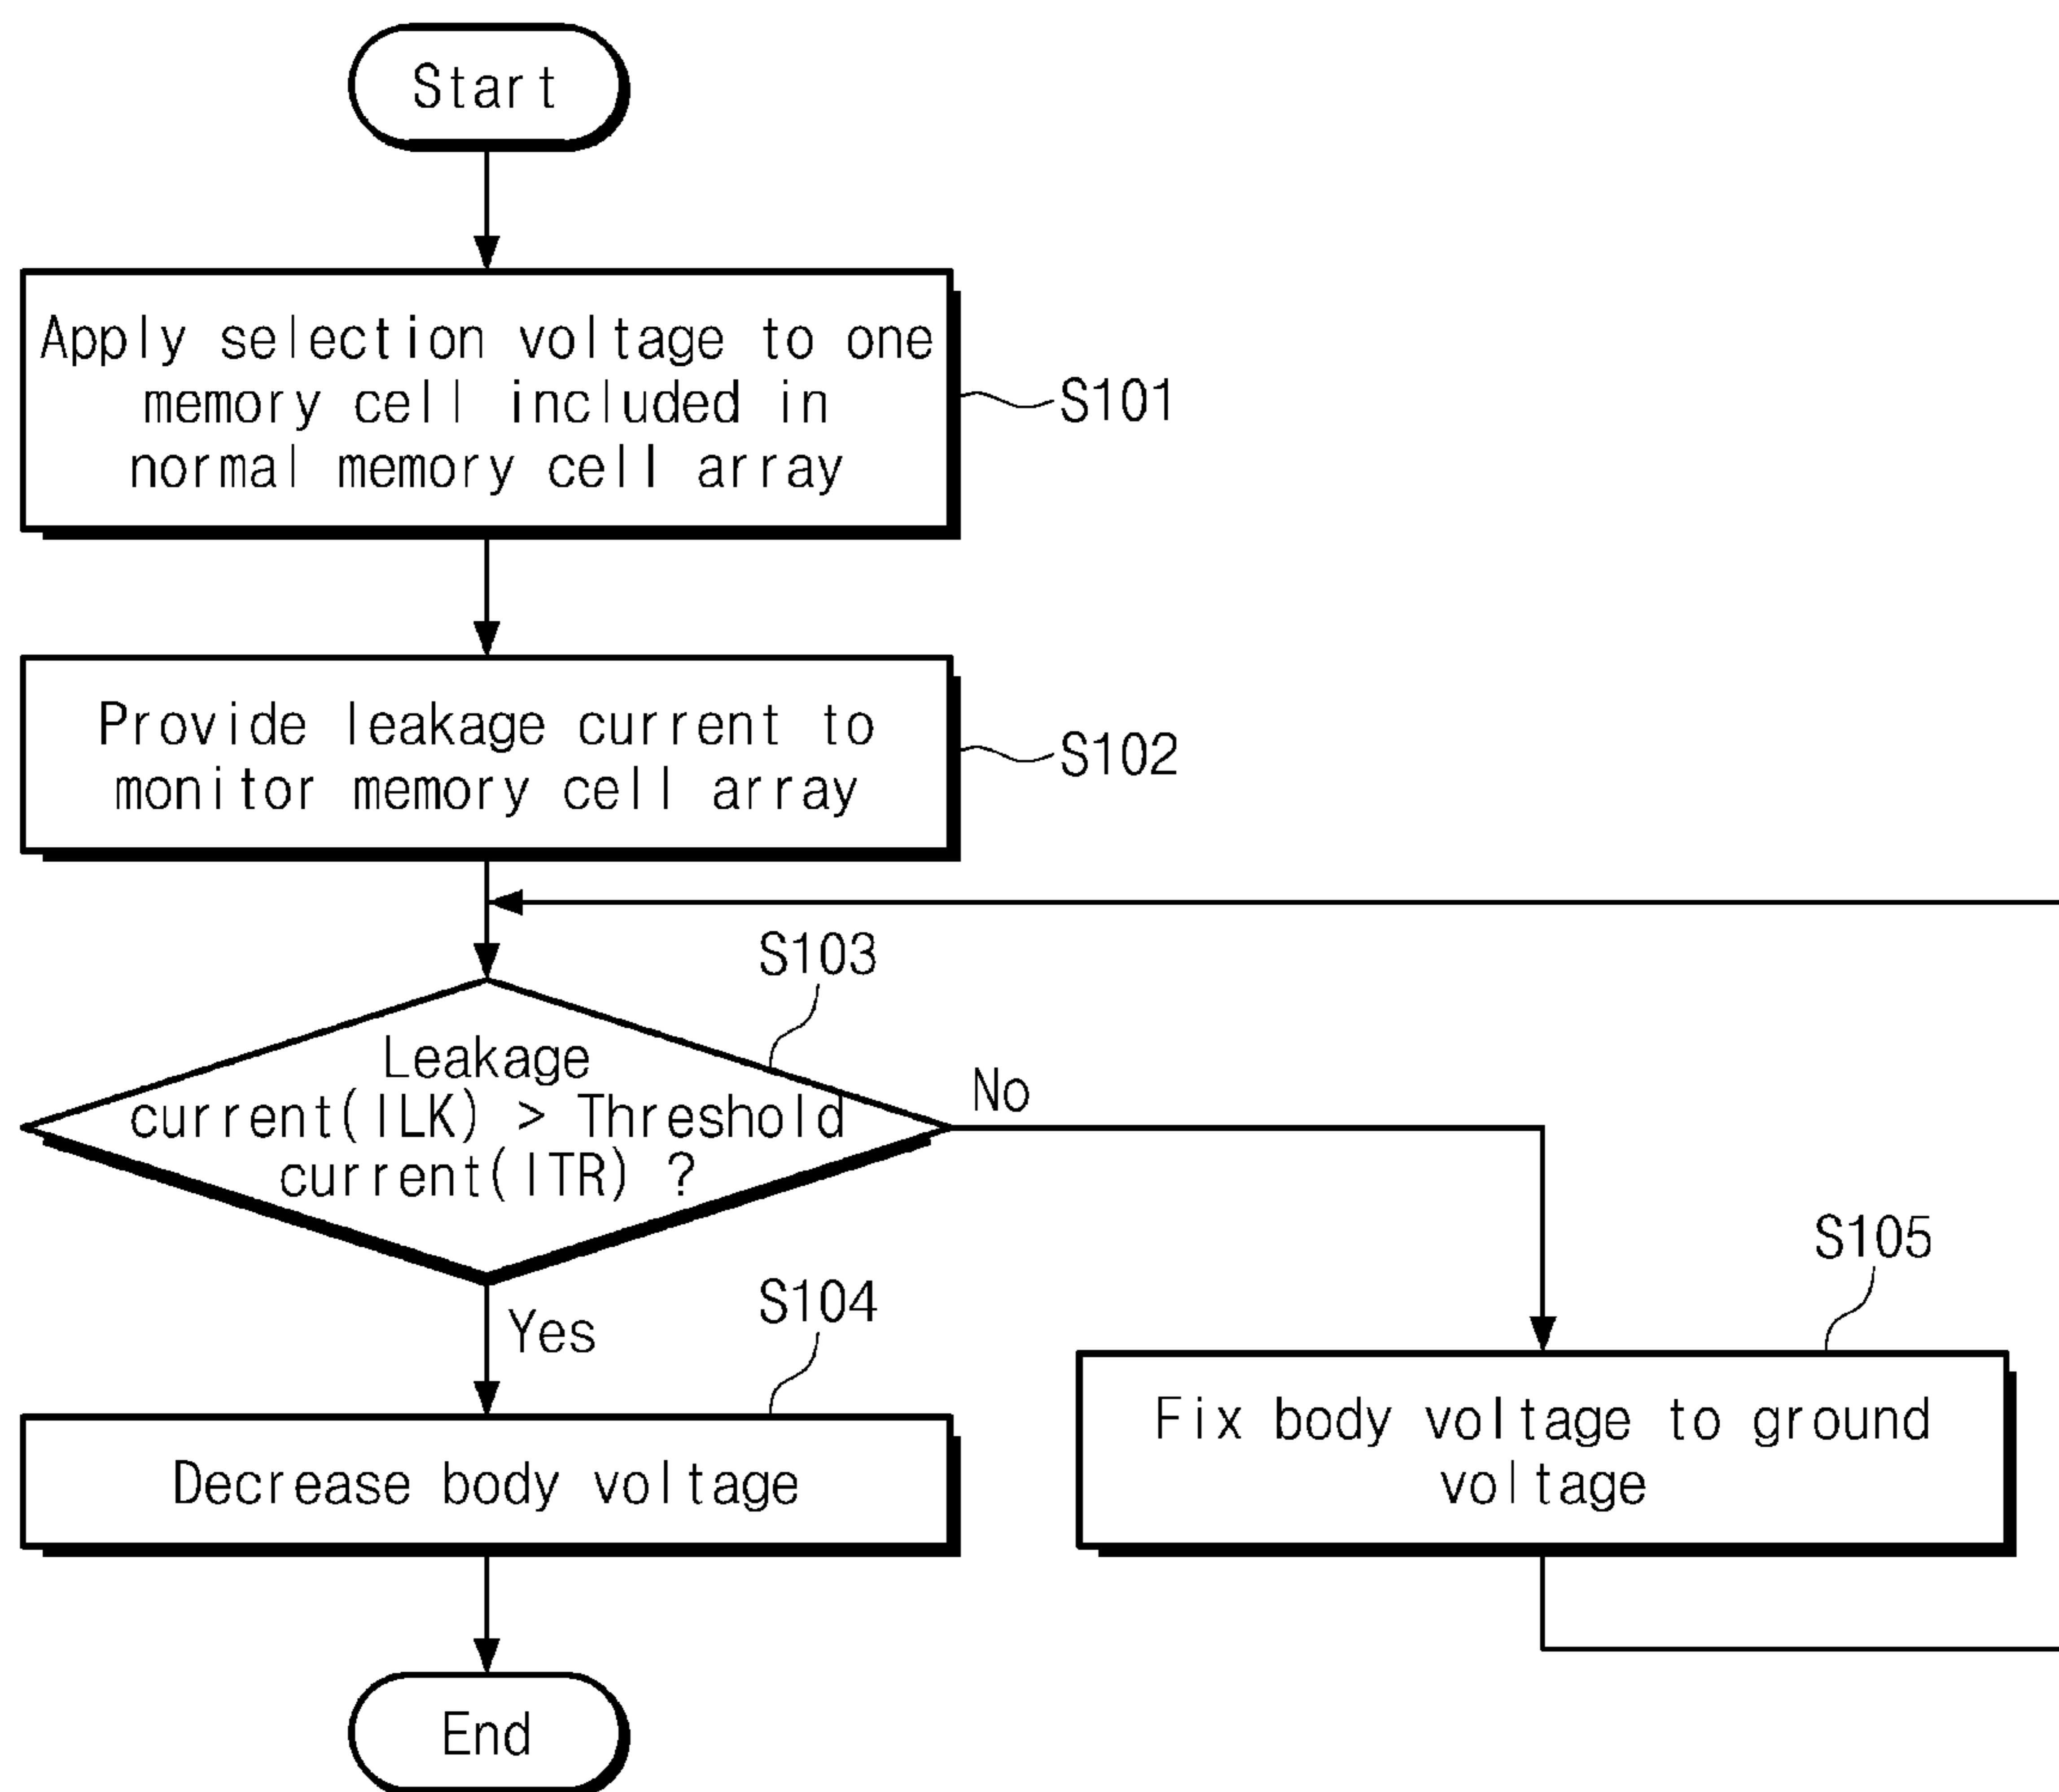 Start
Apply selection voltage to one
memory cell included in
normal memory cell array
S101
Provide leakage current to
monitor memory cell array
S102
S103
Leakage
current(ILK) > Threshold
current(ITR) ?
No
Yes
S104
Decrease body voltage
S105
Fix body voltage to ground
voltage
End